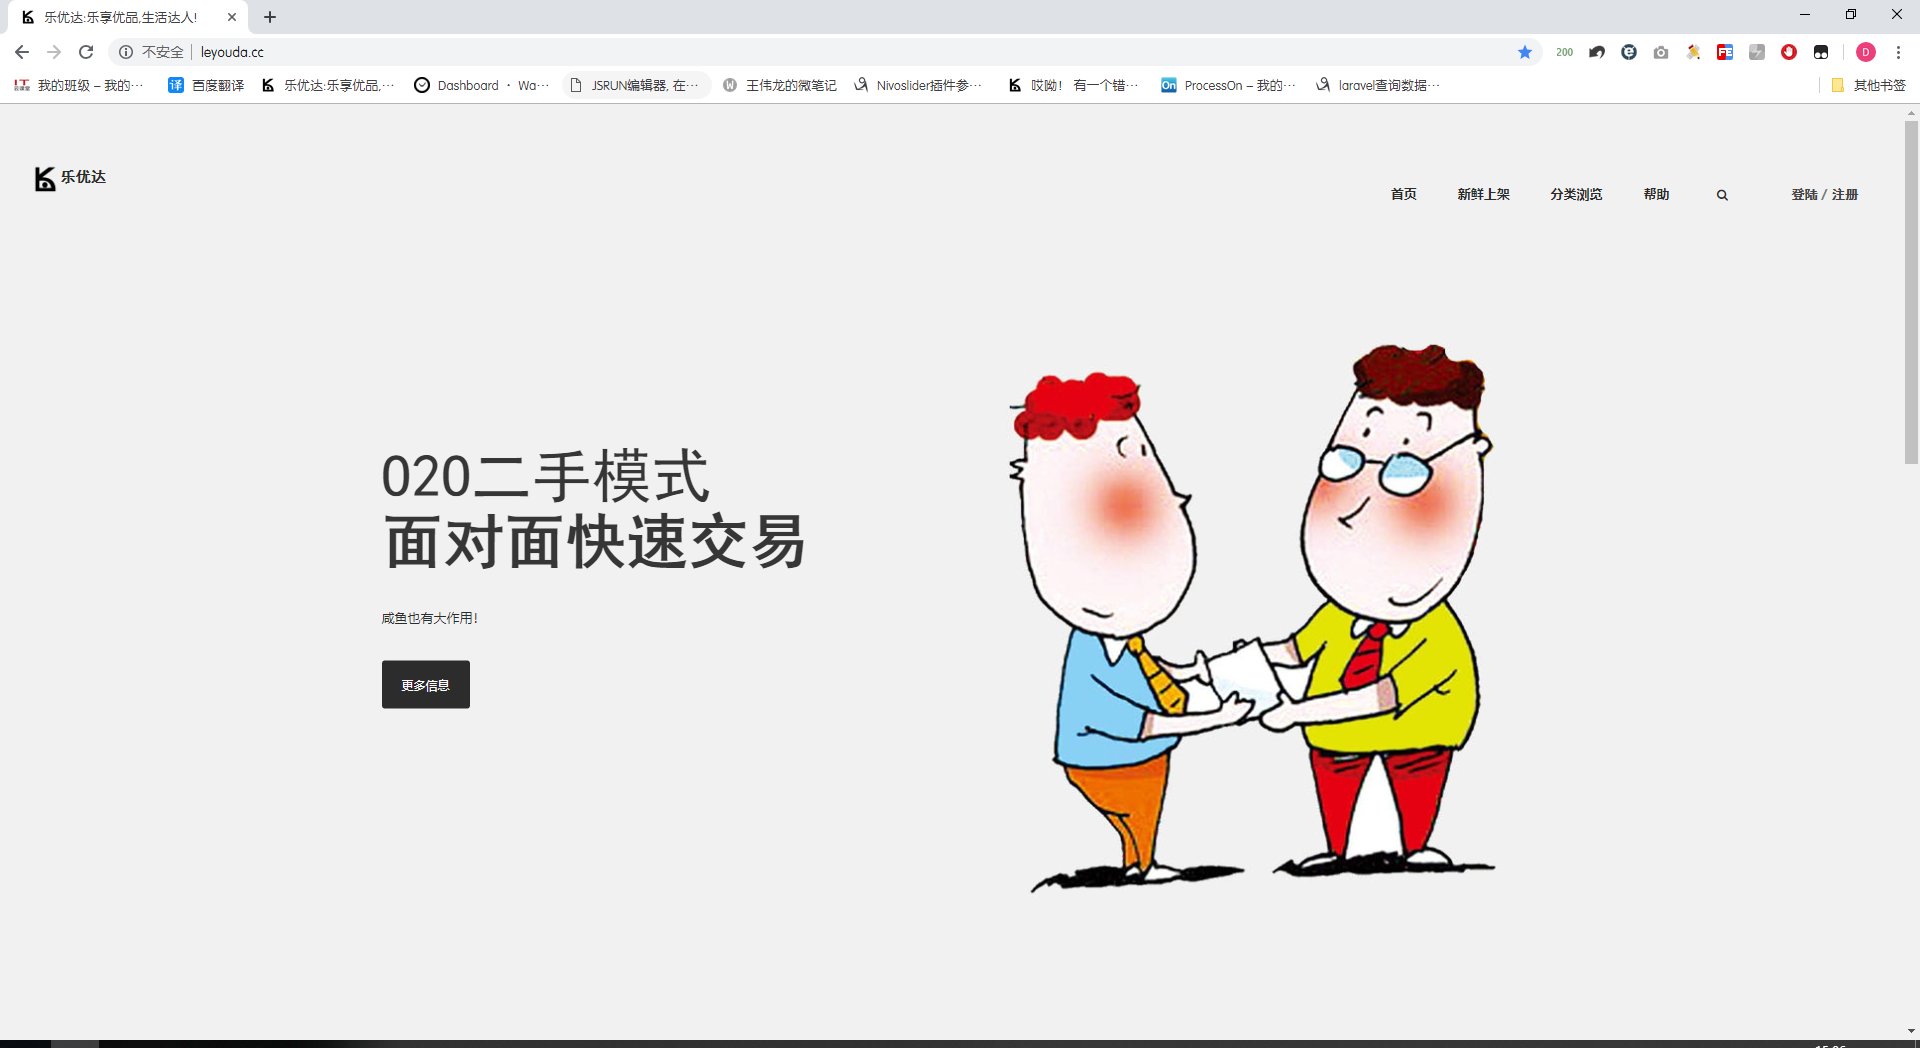 乐优达:乐享优品,生活达人!
不安全 leyouda.cc
200
D
我的班级 – 我的…
译 百度翻译
乐优达:乐享优品,…
Dashboard · Wa…
JSRUN编辑器, 在…
W 王伟龙的微笔记
Nivoslider插件参…
哎呦！ 有一个错…
On ProcessOn – 我的…
laravel查询数据…
其他书签
乐优达
首页
新鲜上架
分类浏览
帮助
登陆 / 注册
O2O二手模式
面对面快速交易
咸鱼也有大作用!
更多信息